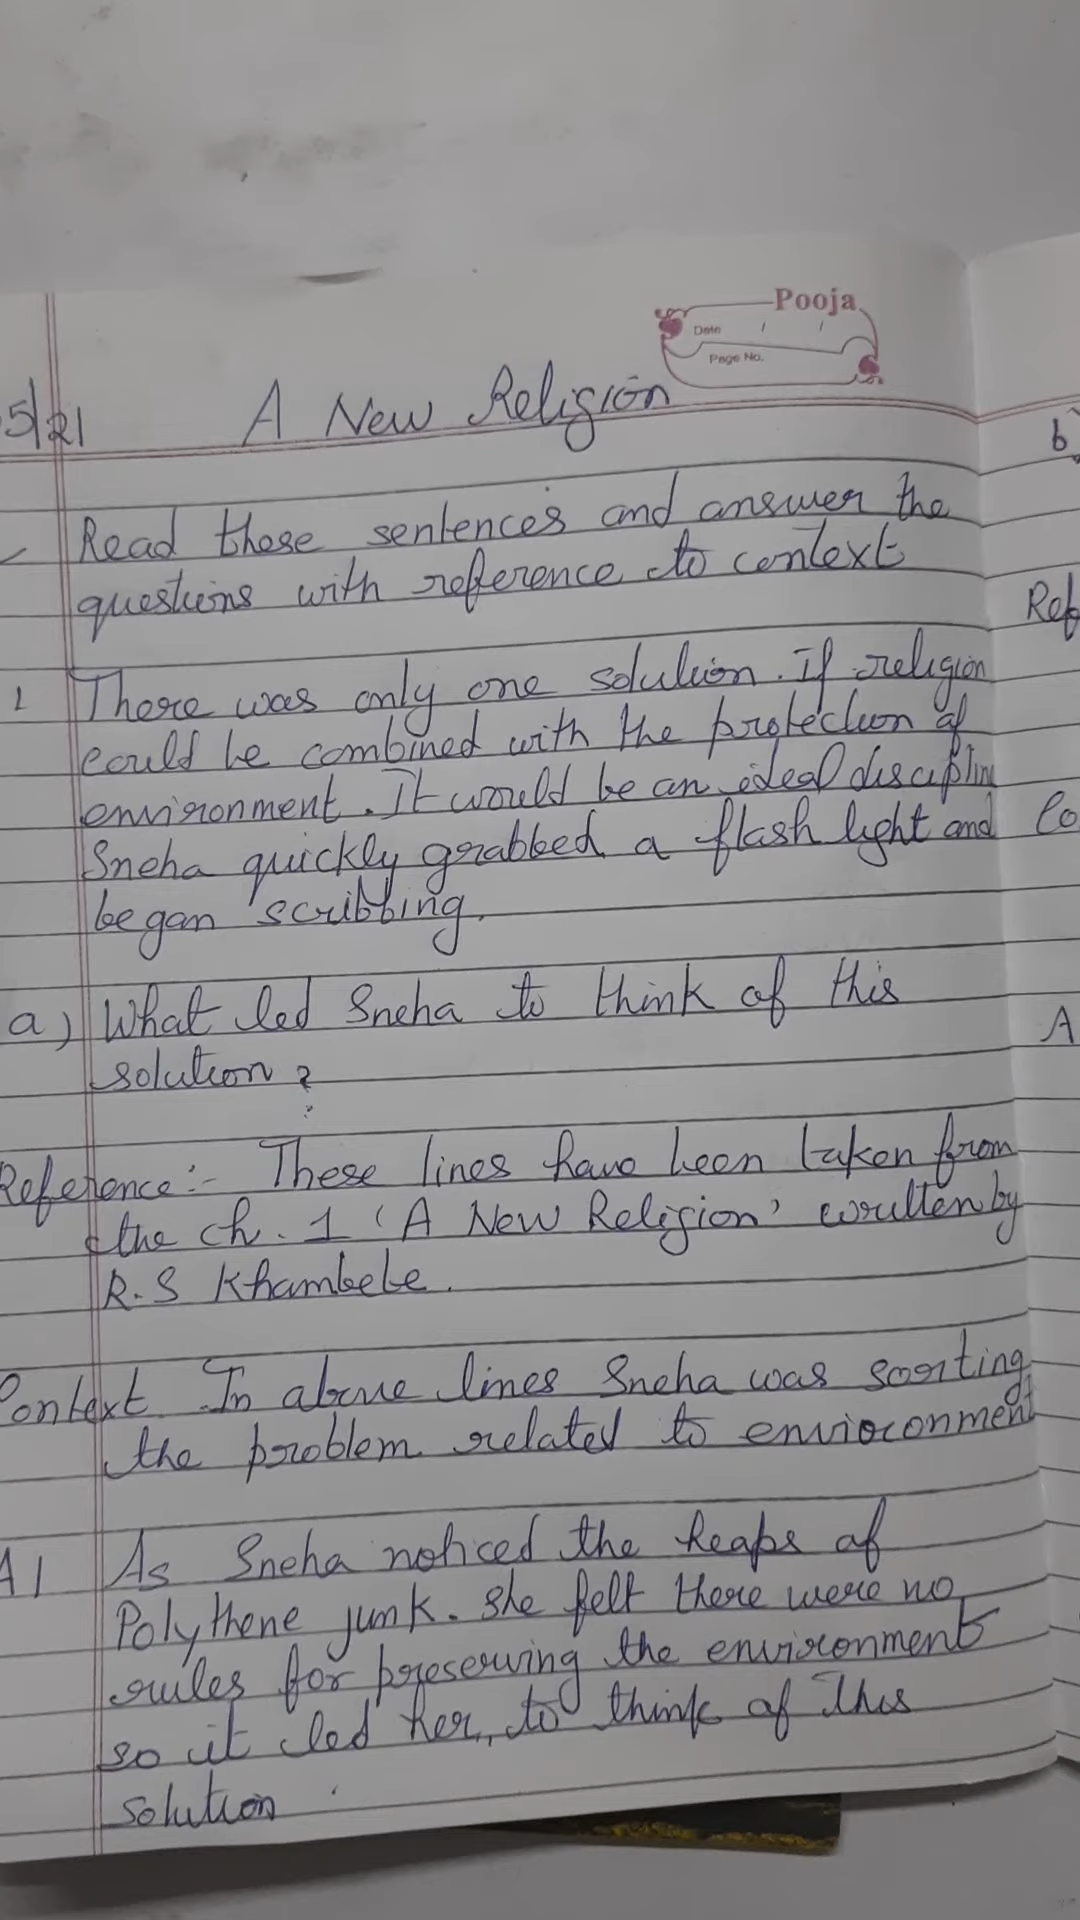 Pooja
Date / /
Page No.
5/21 A New Religion
Read these sentences and answer the
questions with reference to context
1 There was only one solution. If religion
could be combined with the protection of
environment. It would be an ideal disciplin
Sneha quickly grabbed a flash light and
began scribbing.
a) What led Sneha to think of this
solution?
Reference:- These lines have been taken from
the ch. 1 'A New Religion' written by
R.S Khambete.
Context In above lines Sneha was sorting
the problem related to envioronment
A1 As Sneha noticed the heaps of
Polythene junk. she felt there were no
rules for preserving the environment
so it led her, to think of this
solution.
b)
Ref
Co
A